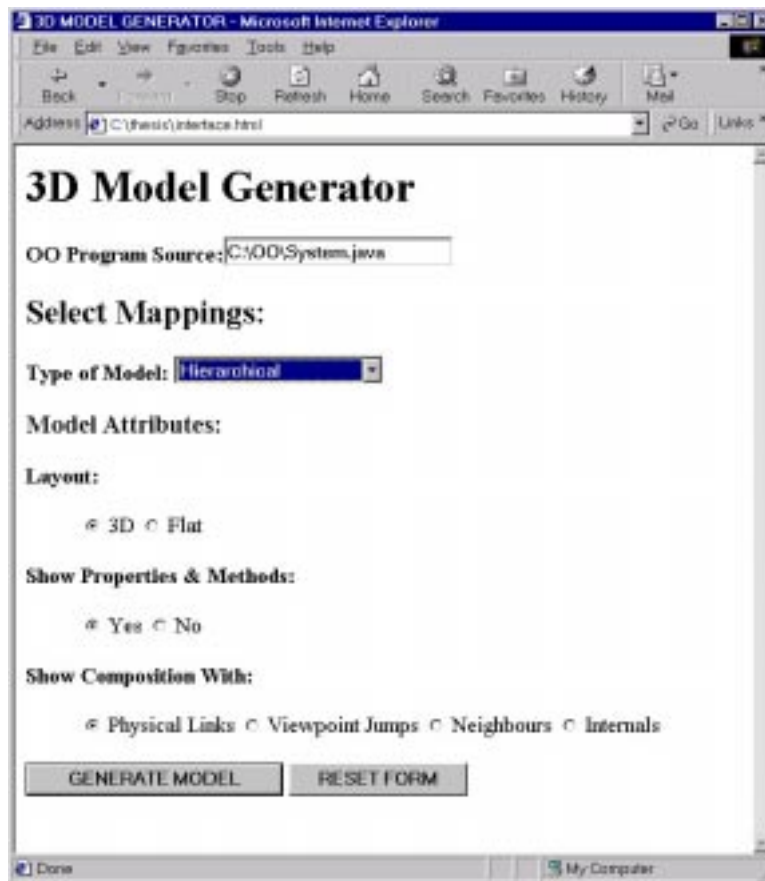 3D MODEL GENERATOR - Microsoft Internet Explorer
File Edit View Favorites Tools Help
Back Forward Stop Refresh Home Search Favorites History Mail
Address C:\thesis\interface.html Go Links
3D Model Generator
OO Program Source: C:\OO\System.java
Select Mappings:
Type of Model: Hierarchical
Model Attributes:
Layout:
3D Flat
Show Properties & Methods:
Yes No
Show Composition With:
Physical Links Viewpoint Jumps Neighbours Internals
GENERATE MODEL RESET FORM
Done My Computer